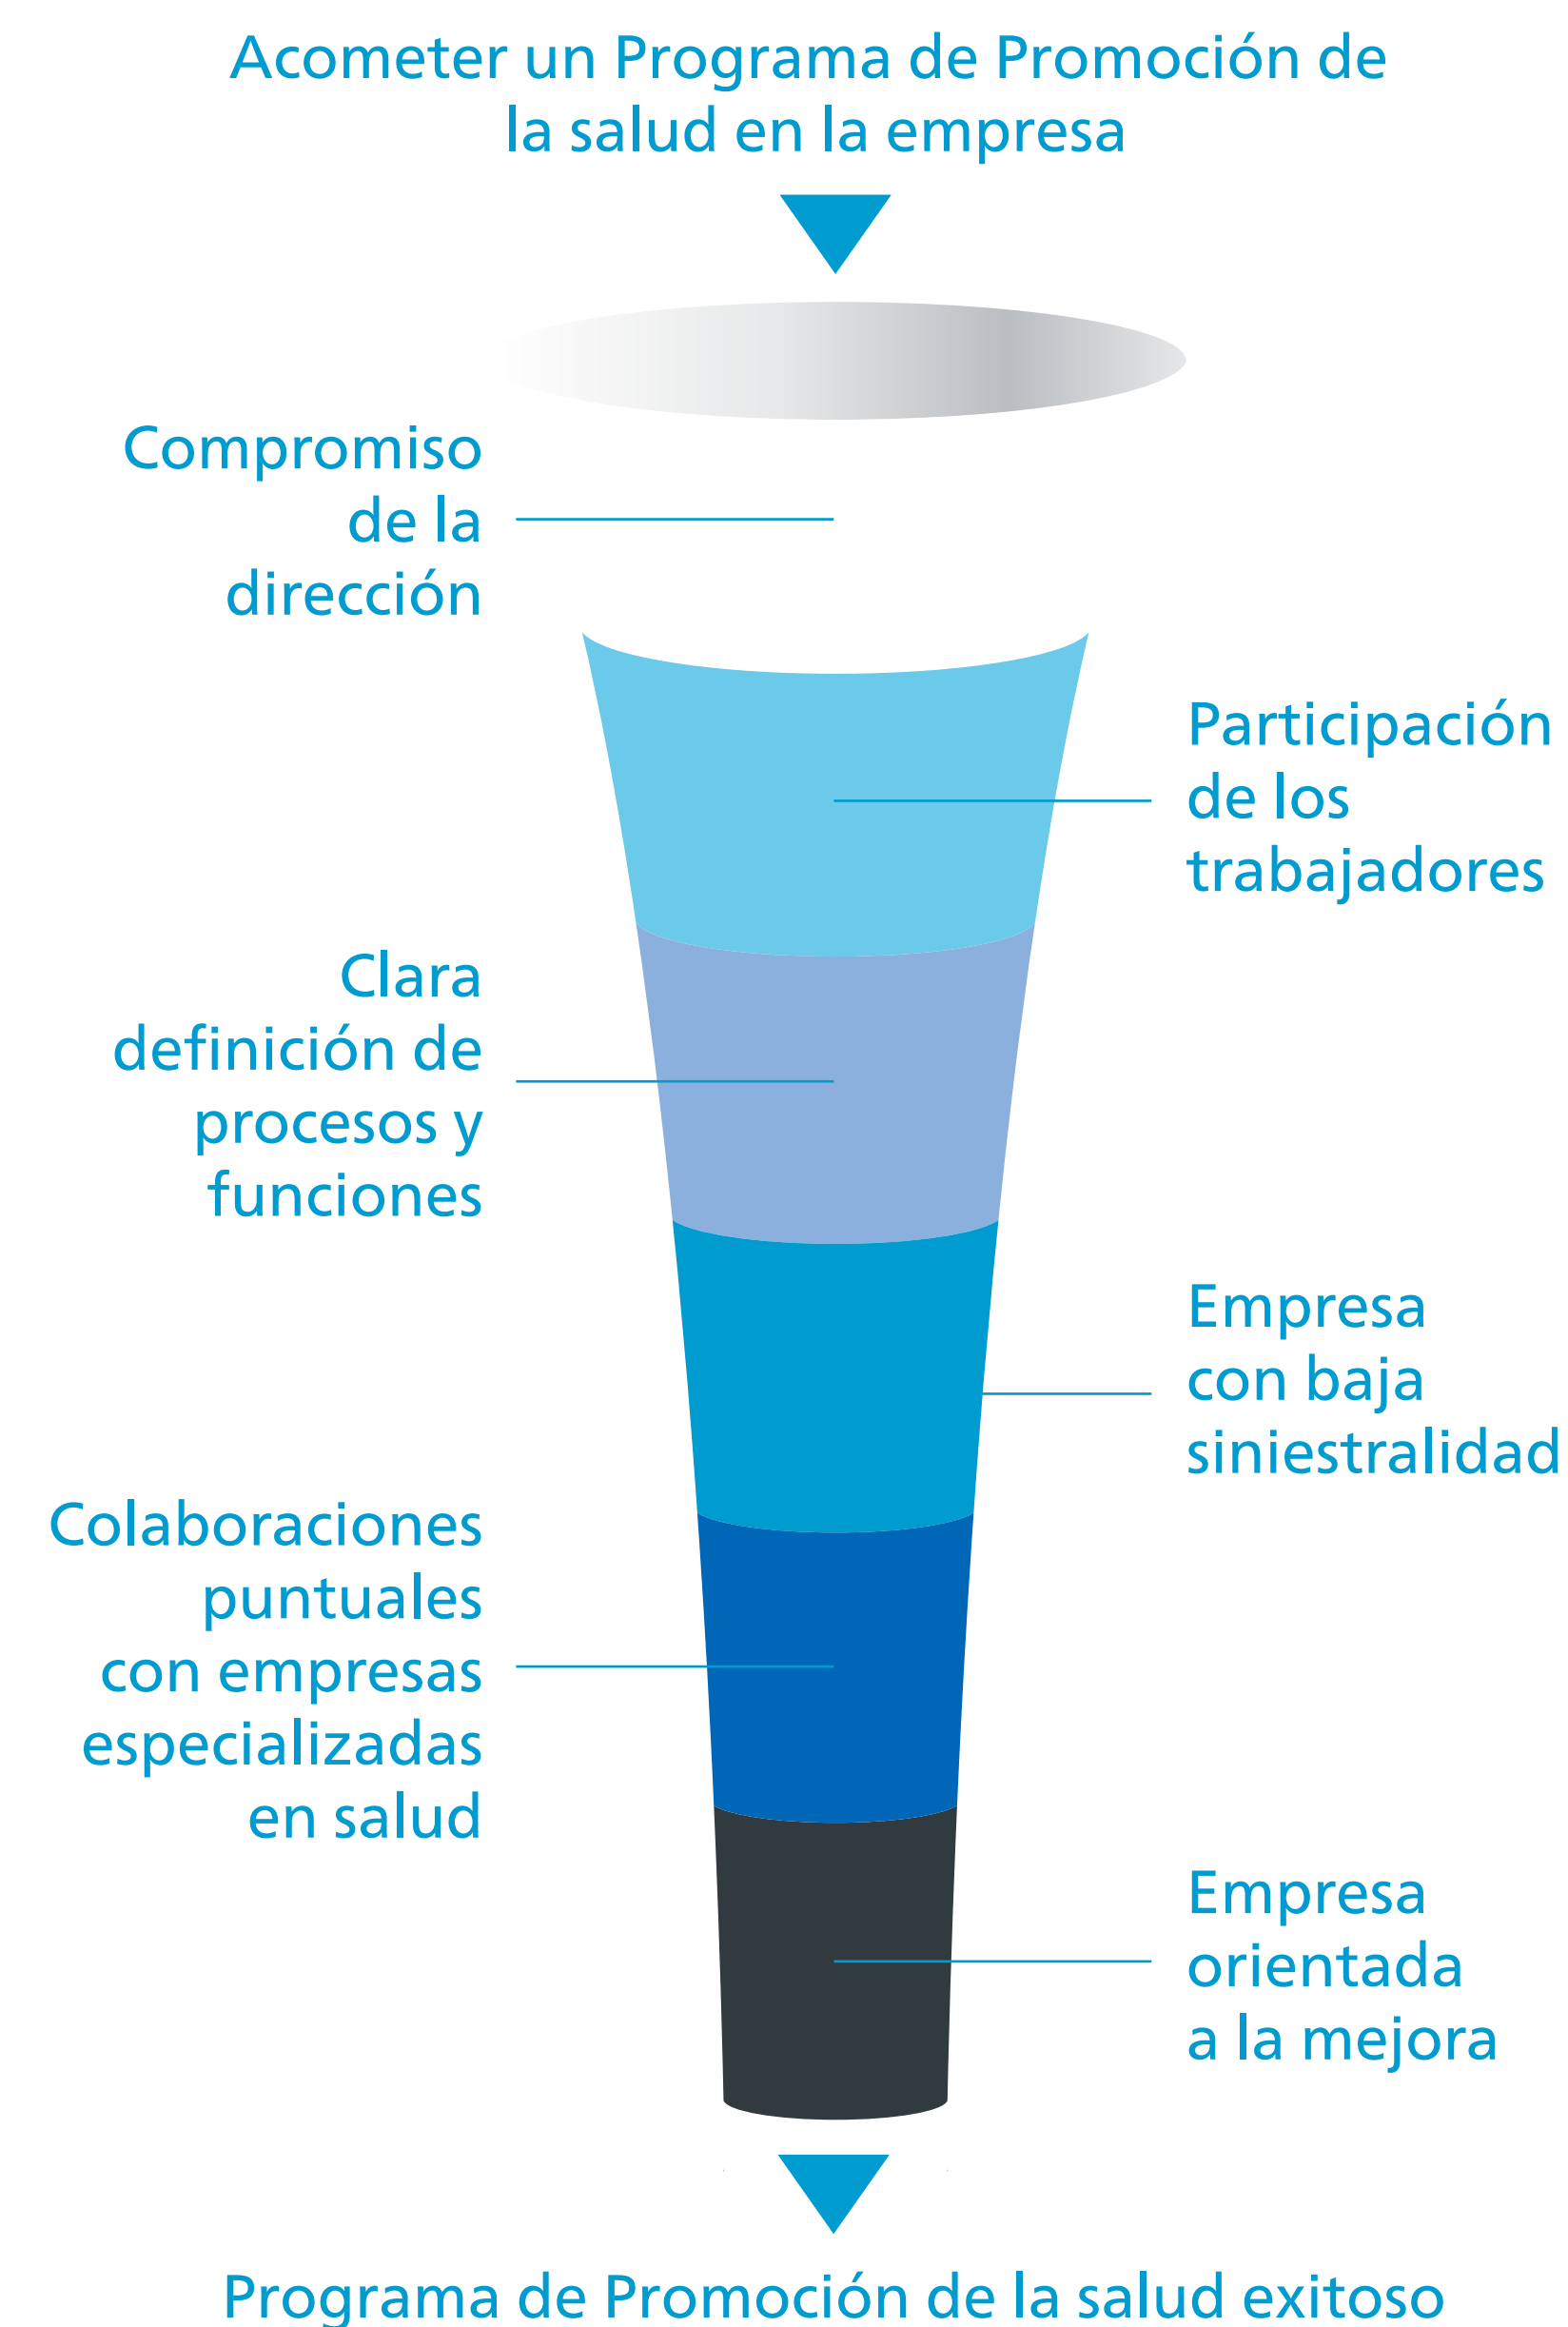 Acometer un Programa de Promoción de
la salud en la empresa
Compromiso
de la
dirección
Participación
de los
trabajadores
Clara
definición de
procesos y
funciones
Empresa
con baja
siniestralidad
Colaboraciones
puntuales
con empresas
especializadas
en salud
Empresa
orientada
a la mejora
Programa de Promoción de la salud exitoso